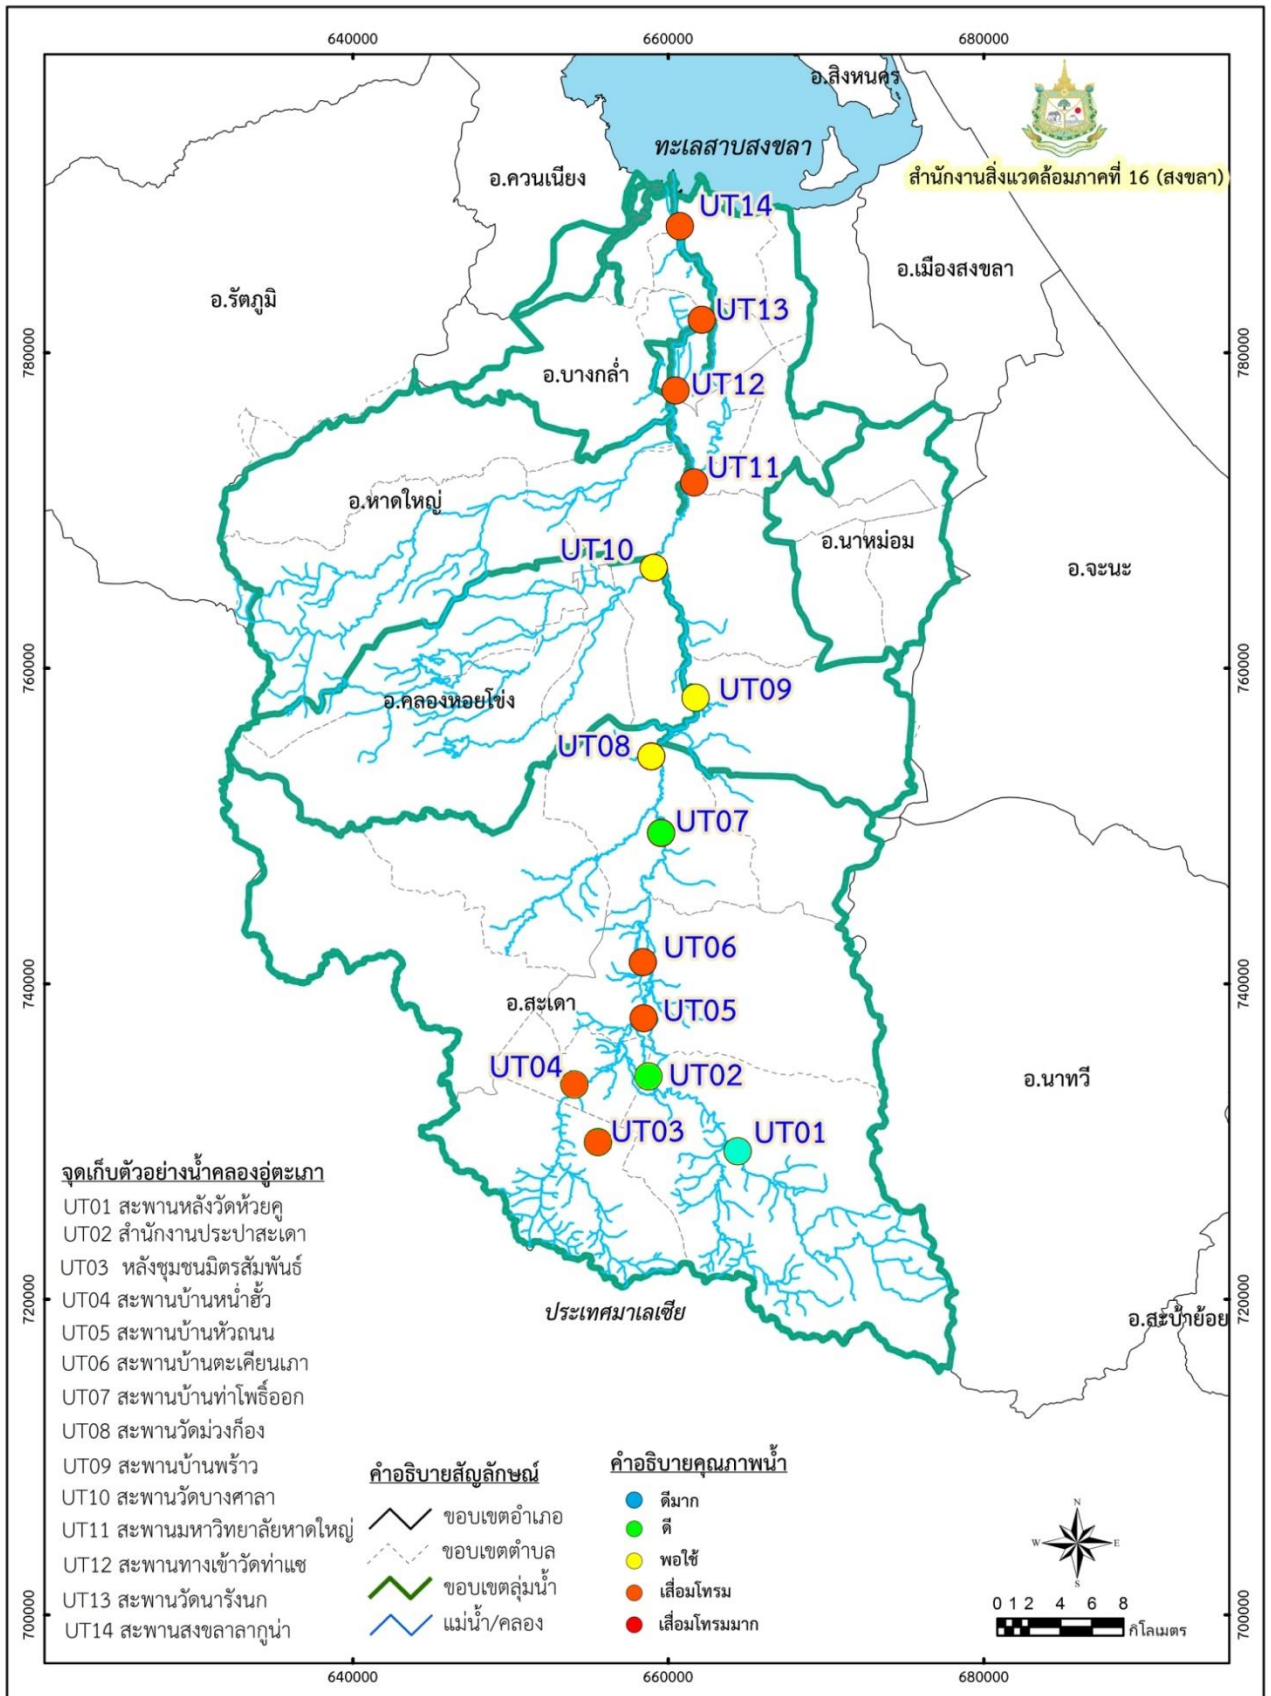 640000
660000
680000
อ.สิงหนคร
ทะเลสาบสงขลา
สำนักงานสิ่งแวดล้อมภาคที่ 16 (สงขลา)
อ.ควนเนียง
UT14
อ.เมืองสงขลา
อ.รัตภูมิ
UT13
780000
780000
อ.บางกล่ำ
UT12
UT11
อ.หาดใหญ่
อ.นาหม่อม
UT10
อ.จะนะ
760000
760000
UT09
อ.คลองหอยโข่ง
UT08
UT07
UT06
740000
740000
อ.สะเดา
UT05
UT04
UT02
อ.นาทวี
UT03
UT01
720000
720000
ประเทศมาเลเซีย
อ.สะบ้าย้อย
จุดเก็บตัวอย่างน้ำคลองอู่ตะเภา
UT01 สะพานหลังวัดห้วยคู
UT02 สำนักงานประปาสะเดา
UT03 หลังชุมชนมิตรสัมพันธ์
UT04 สะพานบ้านหน่ำฮั้ว
UT05 สะพานบ้านหัวถนน
UT06 สะพานบ้านตะเคียนเภา
UT07 สะพานบ้านท่าโพธิ์ออก
UT08 สะพานวัดม่วงก็อง
UT09 สะพานบ้านพร้าว
UT10 สะพานวัดบางศาลา
UT11 สะพานมหาวิทยาลัยหาดใหญ่
UT12 สะพานทางเข้าวัดท่าแซ
UT13 สะพานวัดนารังนก
UT14 สะพานสงขลาลากูน่า
คำอธิบายสัญลักษณ์
ขอบเขตอำเภอ
ขอบเขตตำบล
ขอบเขตลุ่มน้ำ
แม่น้ำ/คลอง
คำอธิบายคุณภาพน้ำ
ดีมาก
ดี
พอใช้
เสื่อมโทรม
เสื่อมโทรมมาก
N
W
E
S
0 1 2 4 6 8
กิโลเมตร
700000
700000
640000
660000
680000